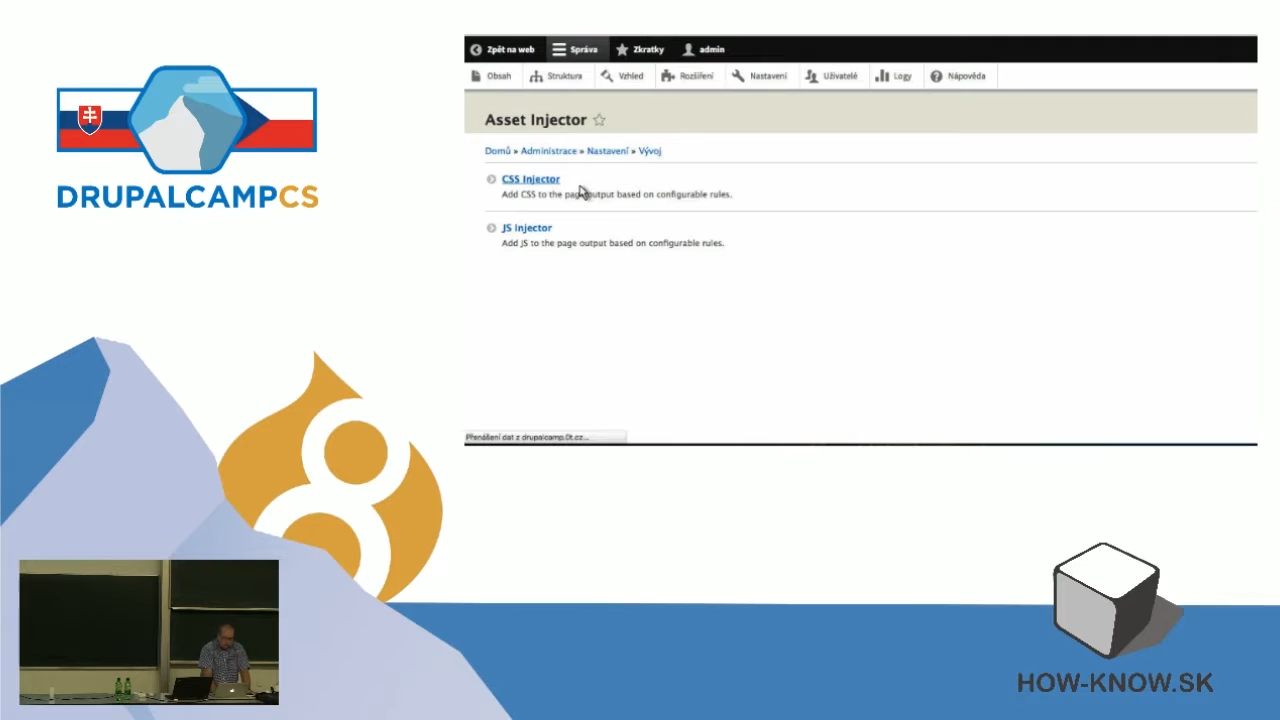 DRUPALCAMPCS
Zpět na web Správa Zkratky admin
Obsah Struktura Vzhled Rozšíření Nastavení Uživatelé Logy Nápověda
Asset Injector
Domů » Administrace » Nastavení » Vývoj
CSS Injector
Add CSS to the page output based on configurable rules.
JS injector
Add JS to the page output based on configurable rules.
Přenášení dat z drupalcamp.0t.cz...
8
HOW-KNOW.SK